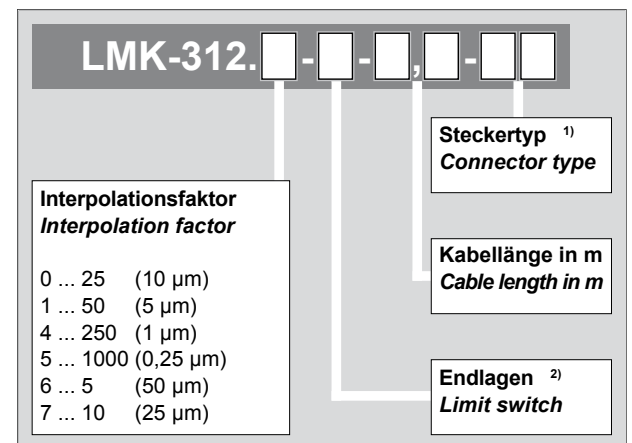 LMK-312. - - , -
Steckertyp 1)
Connector type
Interpolationsfaktor
Interpolation factor
0 ... 25 (10 µm)
1 ... 50 (5 µm)
4 ... 250 (1 µm)
5 ... 1000 (0,25 µm)
6 ... 5 (50 µm)
7 ... 10 (25 µm)
Kabellänge in m
Cable length in m
Endlagen 2)
Limit switch